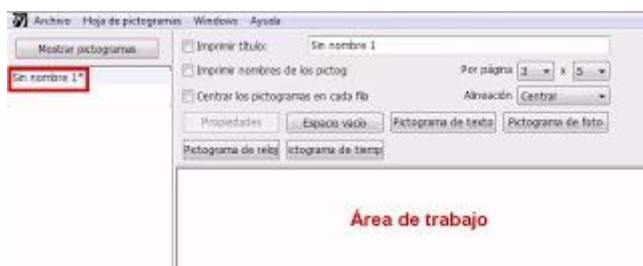 Archivo Hoja de pictogramas Windows Ayuda
Mostrar pictogramas
Sin nombre 1*
Imprimir título: Sin nombre 1
Imprimir nombres de los pictog Por página 3 x 5
Centrar los pictogramas en cada fila Alineación Central
Propiedades Espacio vacío Pictograma de texto Pictograma de foto
Pictograma de reloj ictograma de tiemp
Área de trabajo